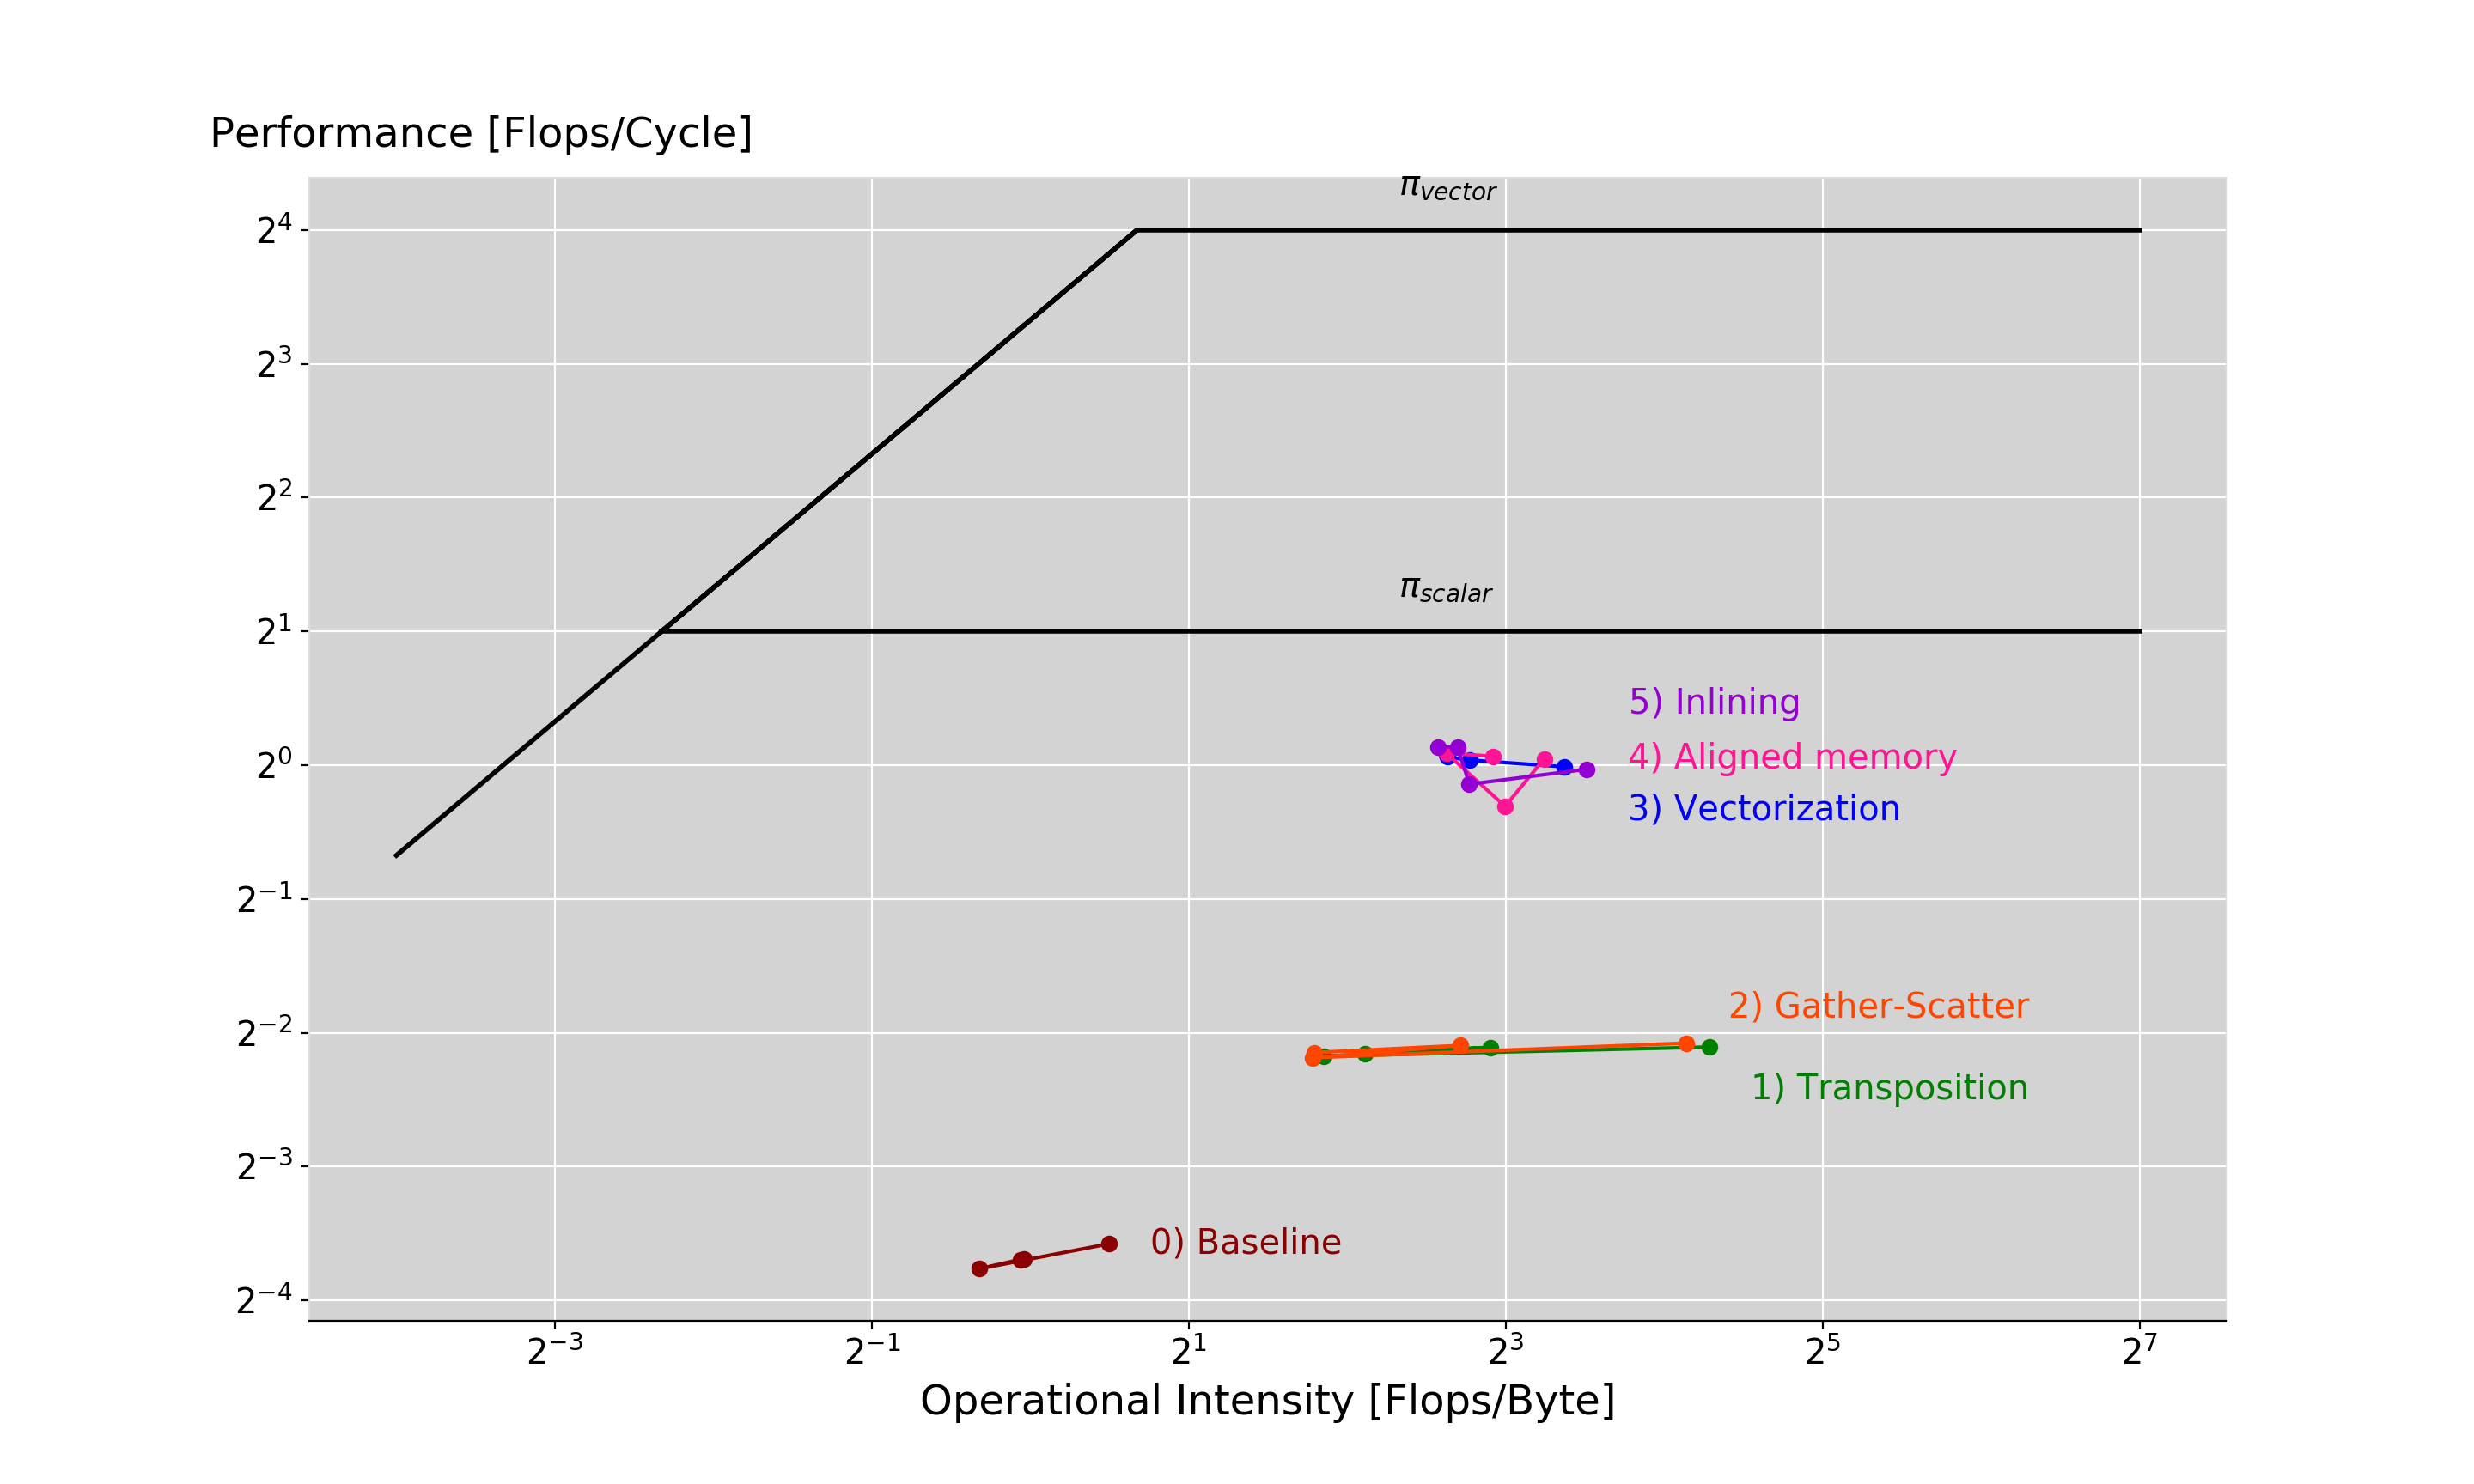 Performance [Flops/Cycle]
π_vector
2^4
2^3
2^2
π_scalar
2^1
5) Inlining
2^0
4) Aligned memory
3) Vectorization
2^−1
2) Gather-Scatter
2^−2
1) Transposition
2^−3
0) Baseline
2^−4
2^−3 2^−1 2^1 2^3 2^5 2^7
Operational Intensity [Flops/Byte]